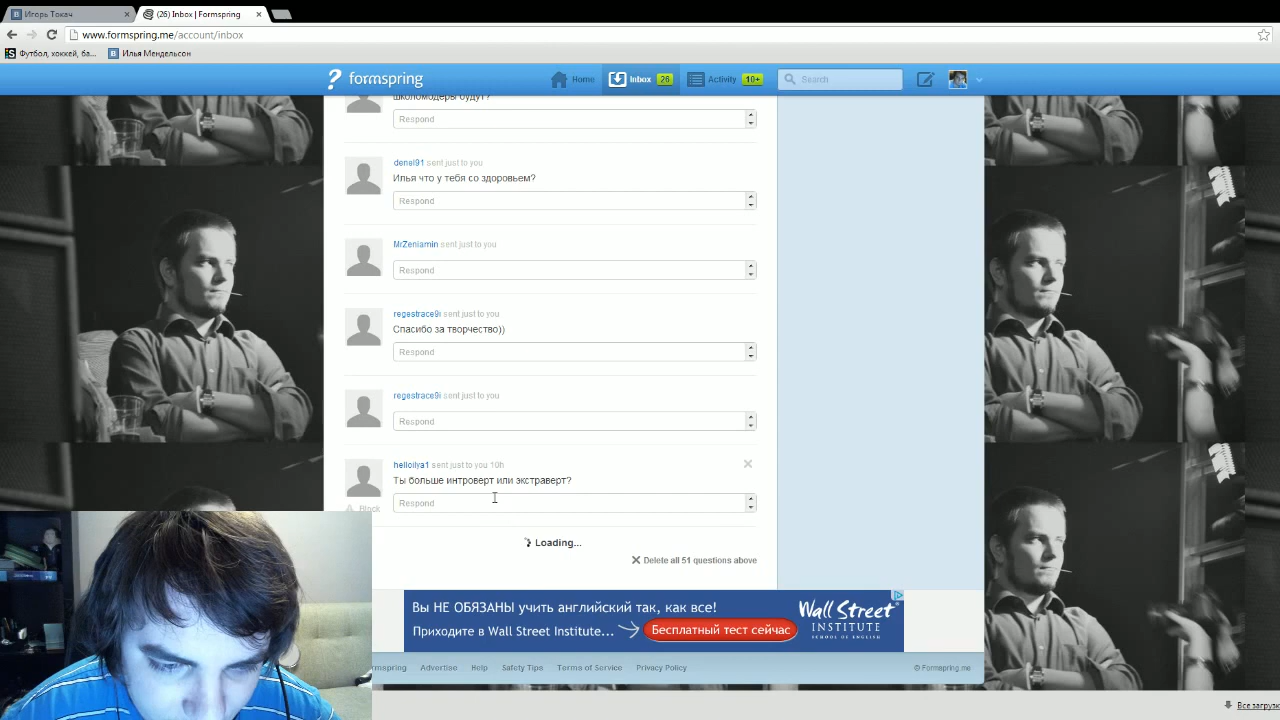 Игорь Токач
(26) Inbox | Formspring
www.formspring.me/account/inbox
Футбол, хоккей, ба...
Илья Мендельсон
formspring
Home
Inbox 26
Activity 10+
Search
школомодеры будут?
Respond
denel91 sent just to you
Илья что у тебя со здоровьем?
Respond
MrZeniamin sent just to you
Respond
regestrace9i sent just to you
Спасибо за творчество))
Respond
regestrace9i sent just to you
Respond
helloilya1 sent just to you 10h
Ты больше интроверт или экстраверт?
Block
Respond
Loading...
Delete all 51 questions above
Вы НЕ ОБЯЗАНЫ учить английский так, как все!
Приходите в Wall Street Institute...
Бесплатный тест сейчас
Wall Street
INSTITUTE
SCHOOL OF ENGLISH
Advertise
Help
Safety Tips
Terms of Service
Privacy Policy
© Formspring.me